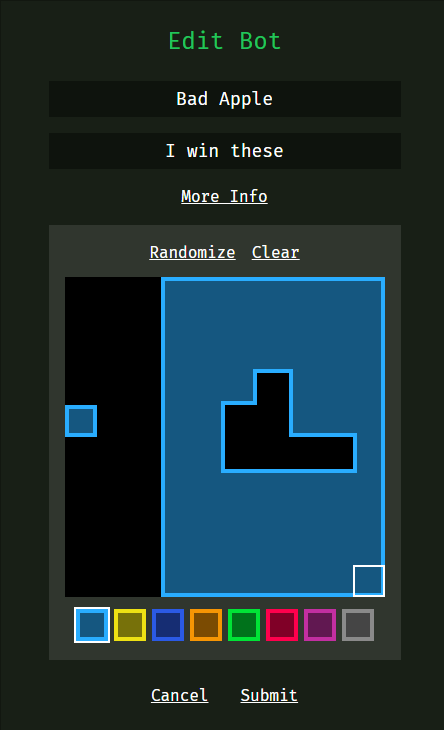 Edit Bot
Bad Apple
I win these
More Info
Randomize Clear
Cancel Submit